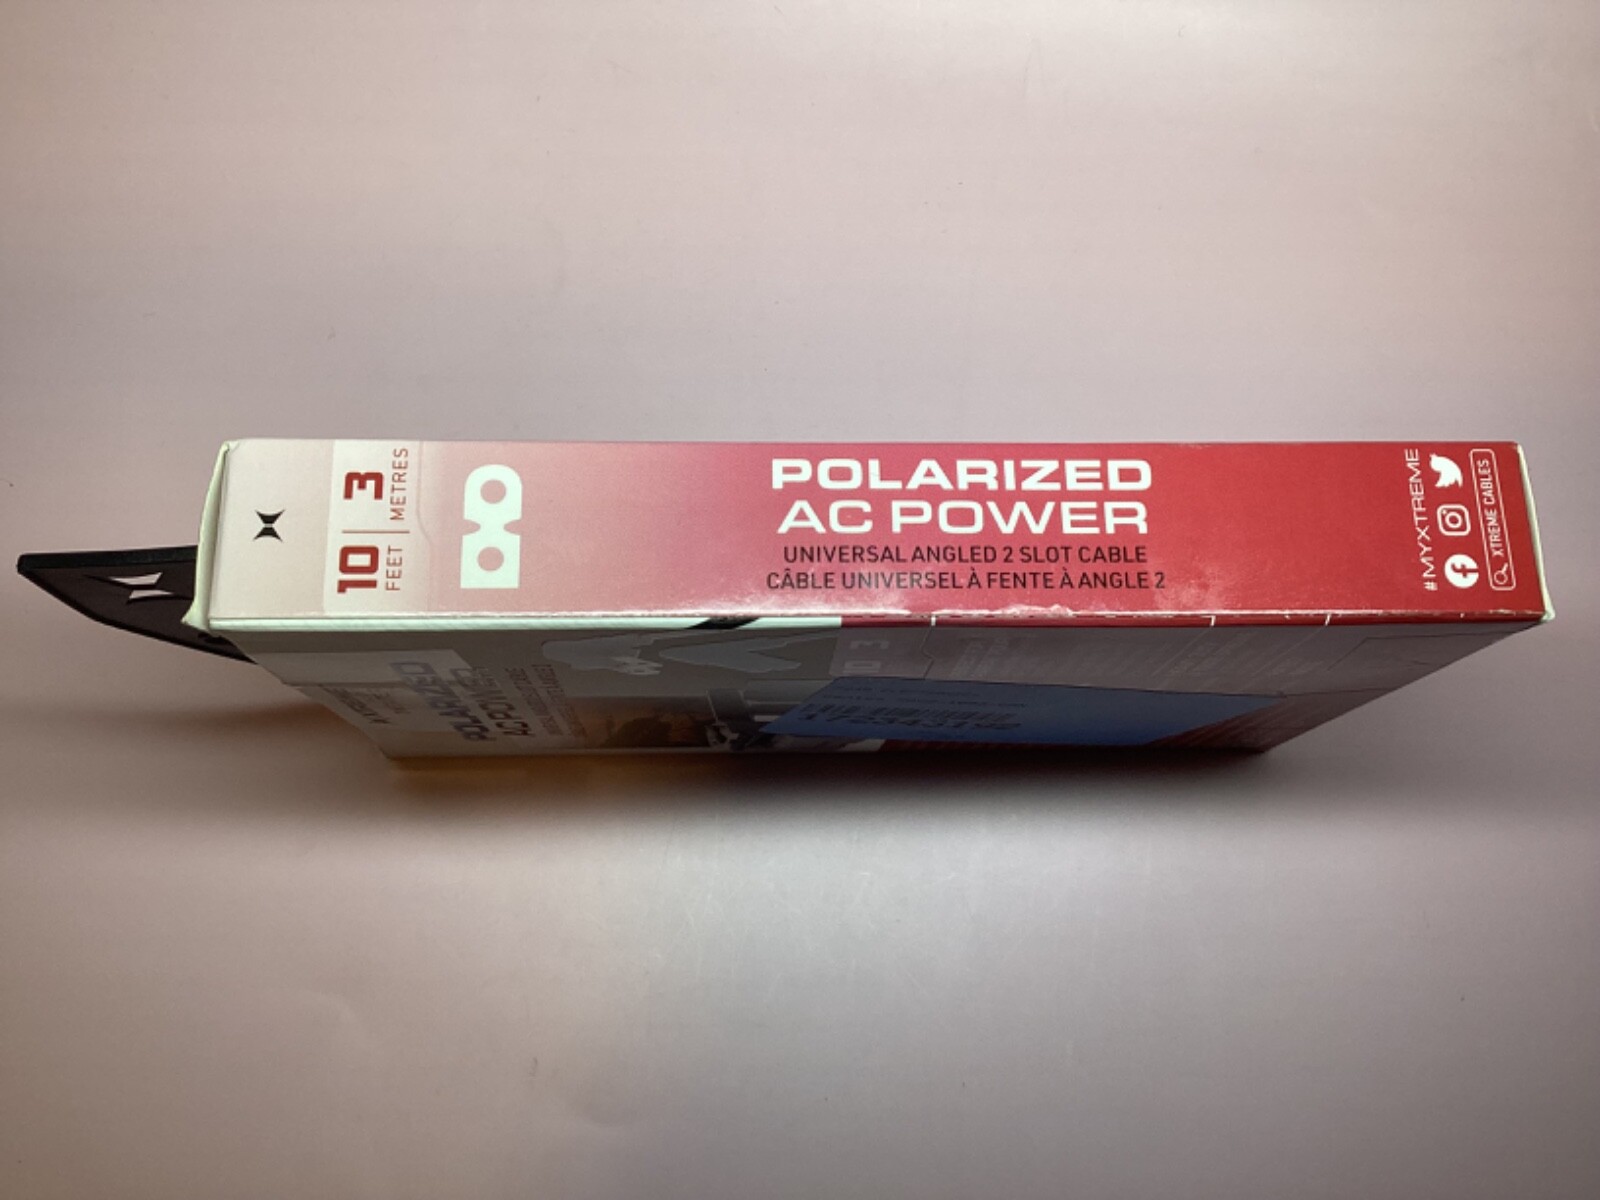 10 | 3
FEET | METRES
POLARIZED
AC POWER
UNIVERSAL ANGLED 2 SLOT CABLE
CÂBLE UNIVERSEL À FENTE À ANGLE 2
#MYXTREME
XTREME CABLES
POLARIZED
AC POWER